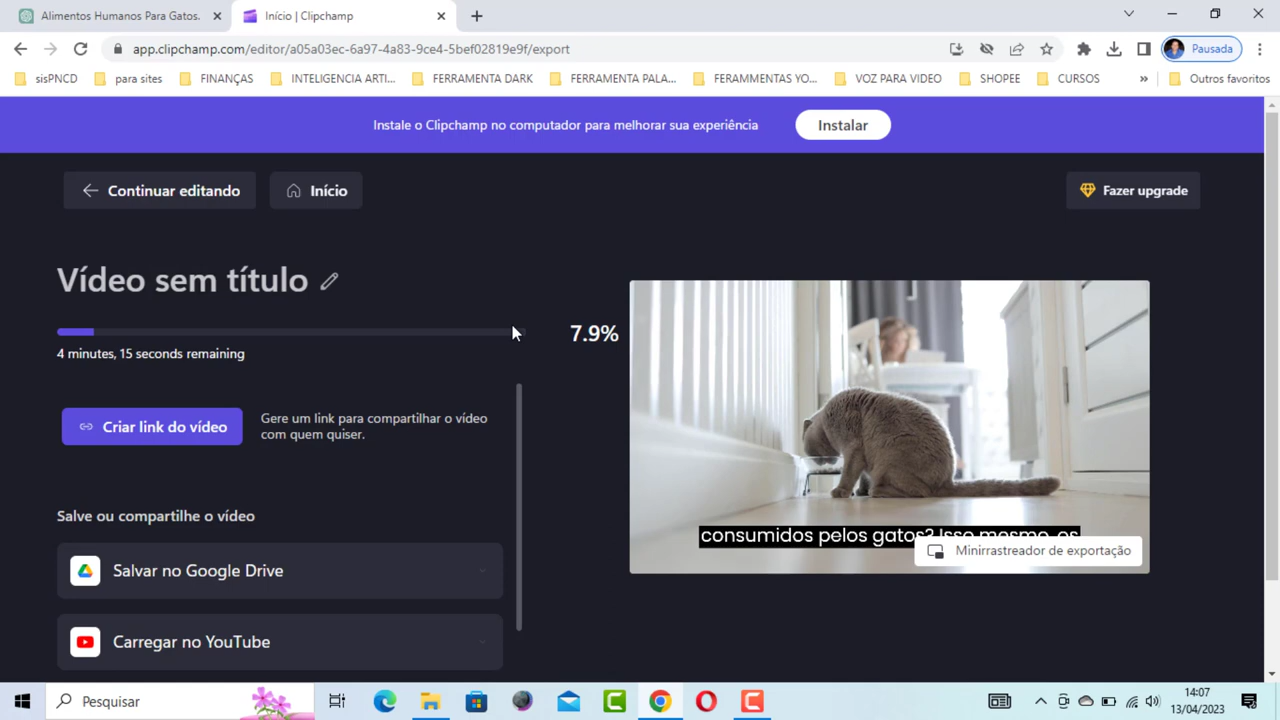 Alimentos Humanos Para Gatos.
Início | Clipchamp
app.clipchamp.com/editor/a05a03ec-6a97-4a83-9ce4-5bef02819e9f/export
Pausada
sisPNCD
para sites
FINANÇAS
INTELIGENCIA ARTI...
FERRAMENTA DARK
FERRAMENTA PALA...
FERAMMENTAS YO...
VOZ PARA VIDEO
SHOPEE
CURSOS
»
Outros favoritos
Instale o Clipchamp no computador para melhorar sua experiência
Instalar
Continuar editando
Início
Fazer upgrade
Vídeo sem título
7.9%
4 minutes, 15 seconds remaining
Criar link do vídeo
Gere um link para compartilhar o vídeo
com quem quiser.
consumidos pelos gatos? Isso mesmo, os
Minirrastreador de exportação
Salve ou compartilhe o vídeo
Salvar no Google Drive
Carregar no YouTube
Pesquisar
14:07
13/04/2023